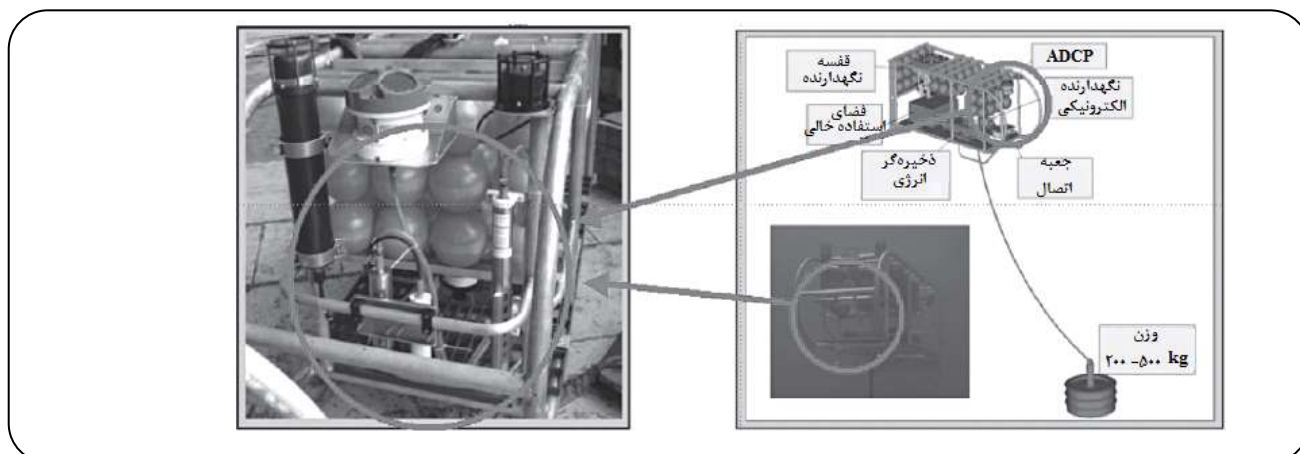 ADCP
قفسه
نگهدارنده
نگهدارنده
الکترونیکی
فضای
استفاده خالی
ذخیره‌گر
انرژی
جعبه
اتصال
وزن
۲۰۰ -۵۰۰ kg